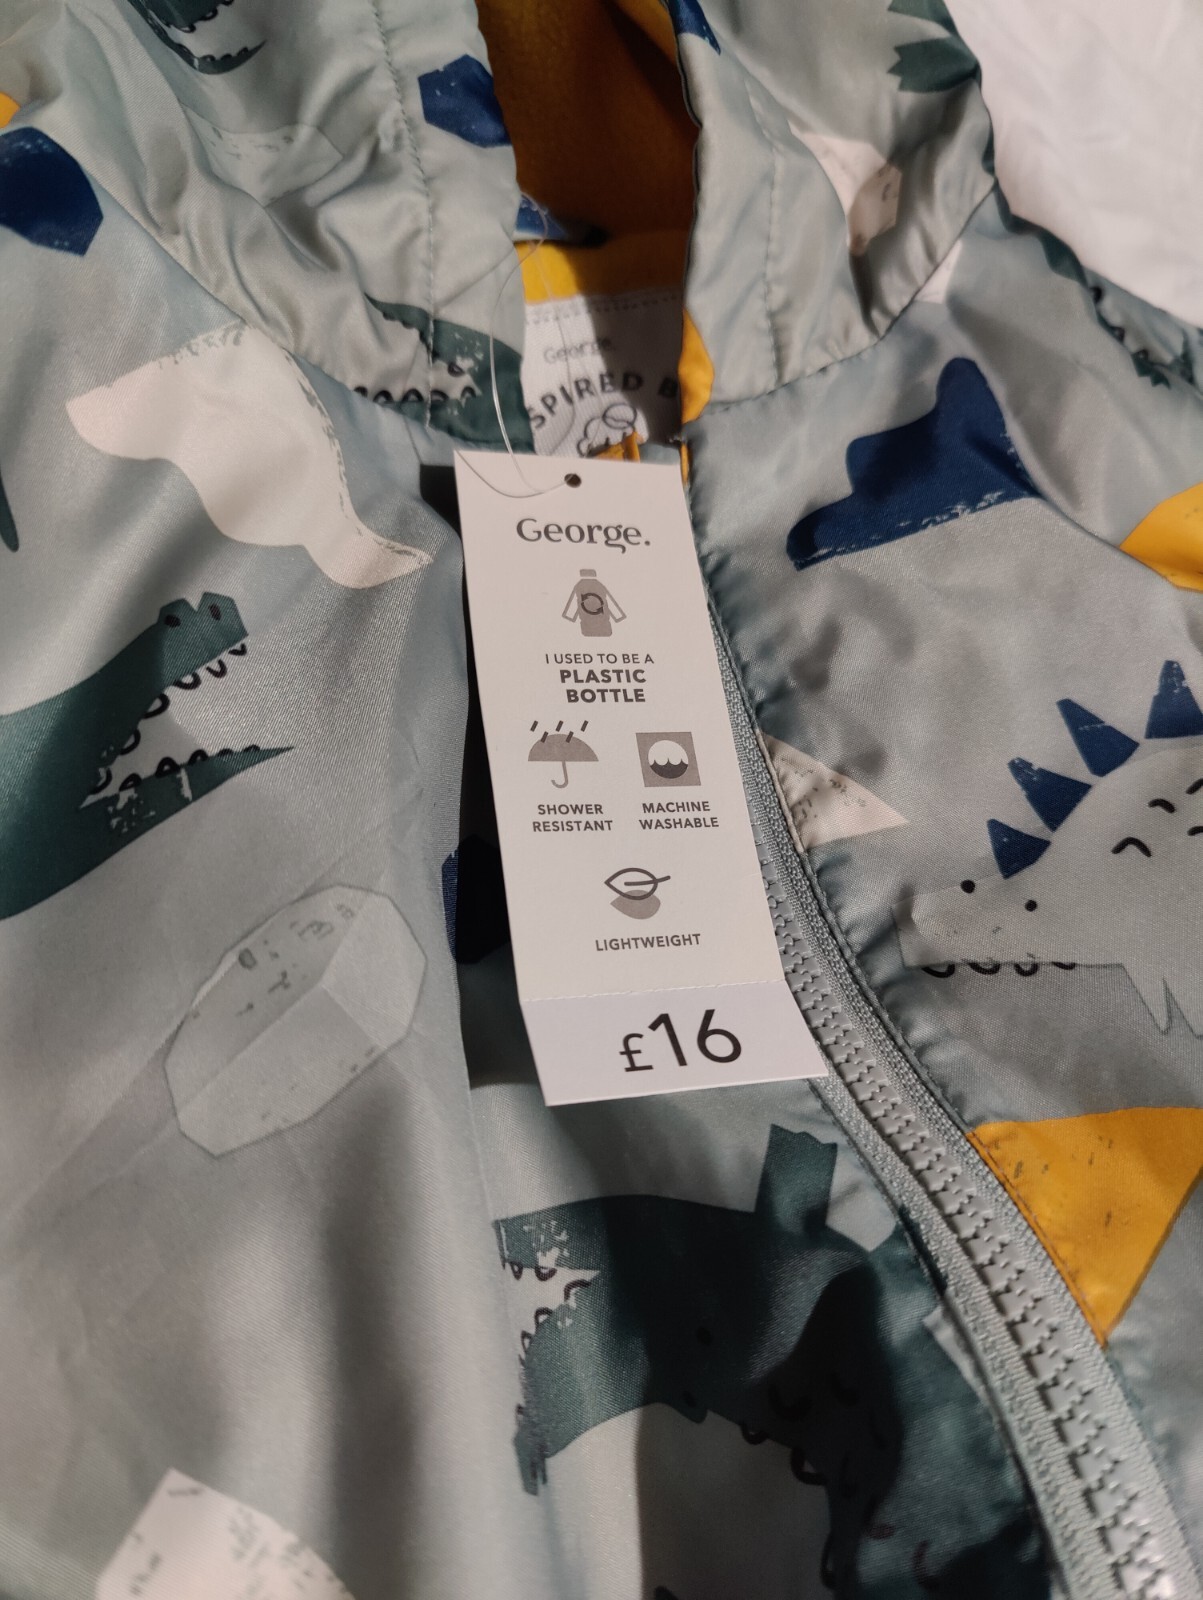 George.
SPIRED B
George.
I USED TO BE A
PLASTIC
BOTTLE
SHOWER
RESISTANT
MACHINE
WASHABLE
LIGHTWEIGHT
£16